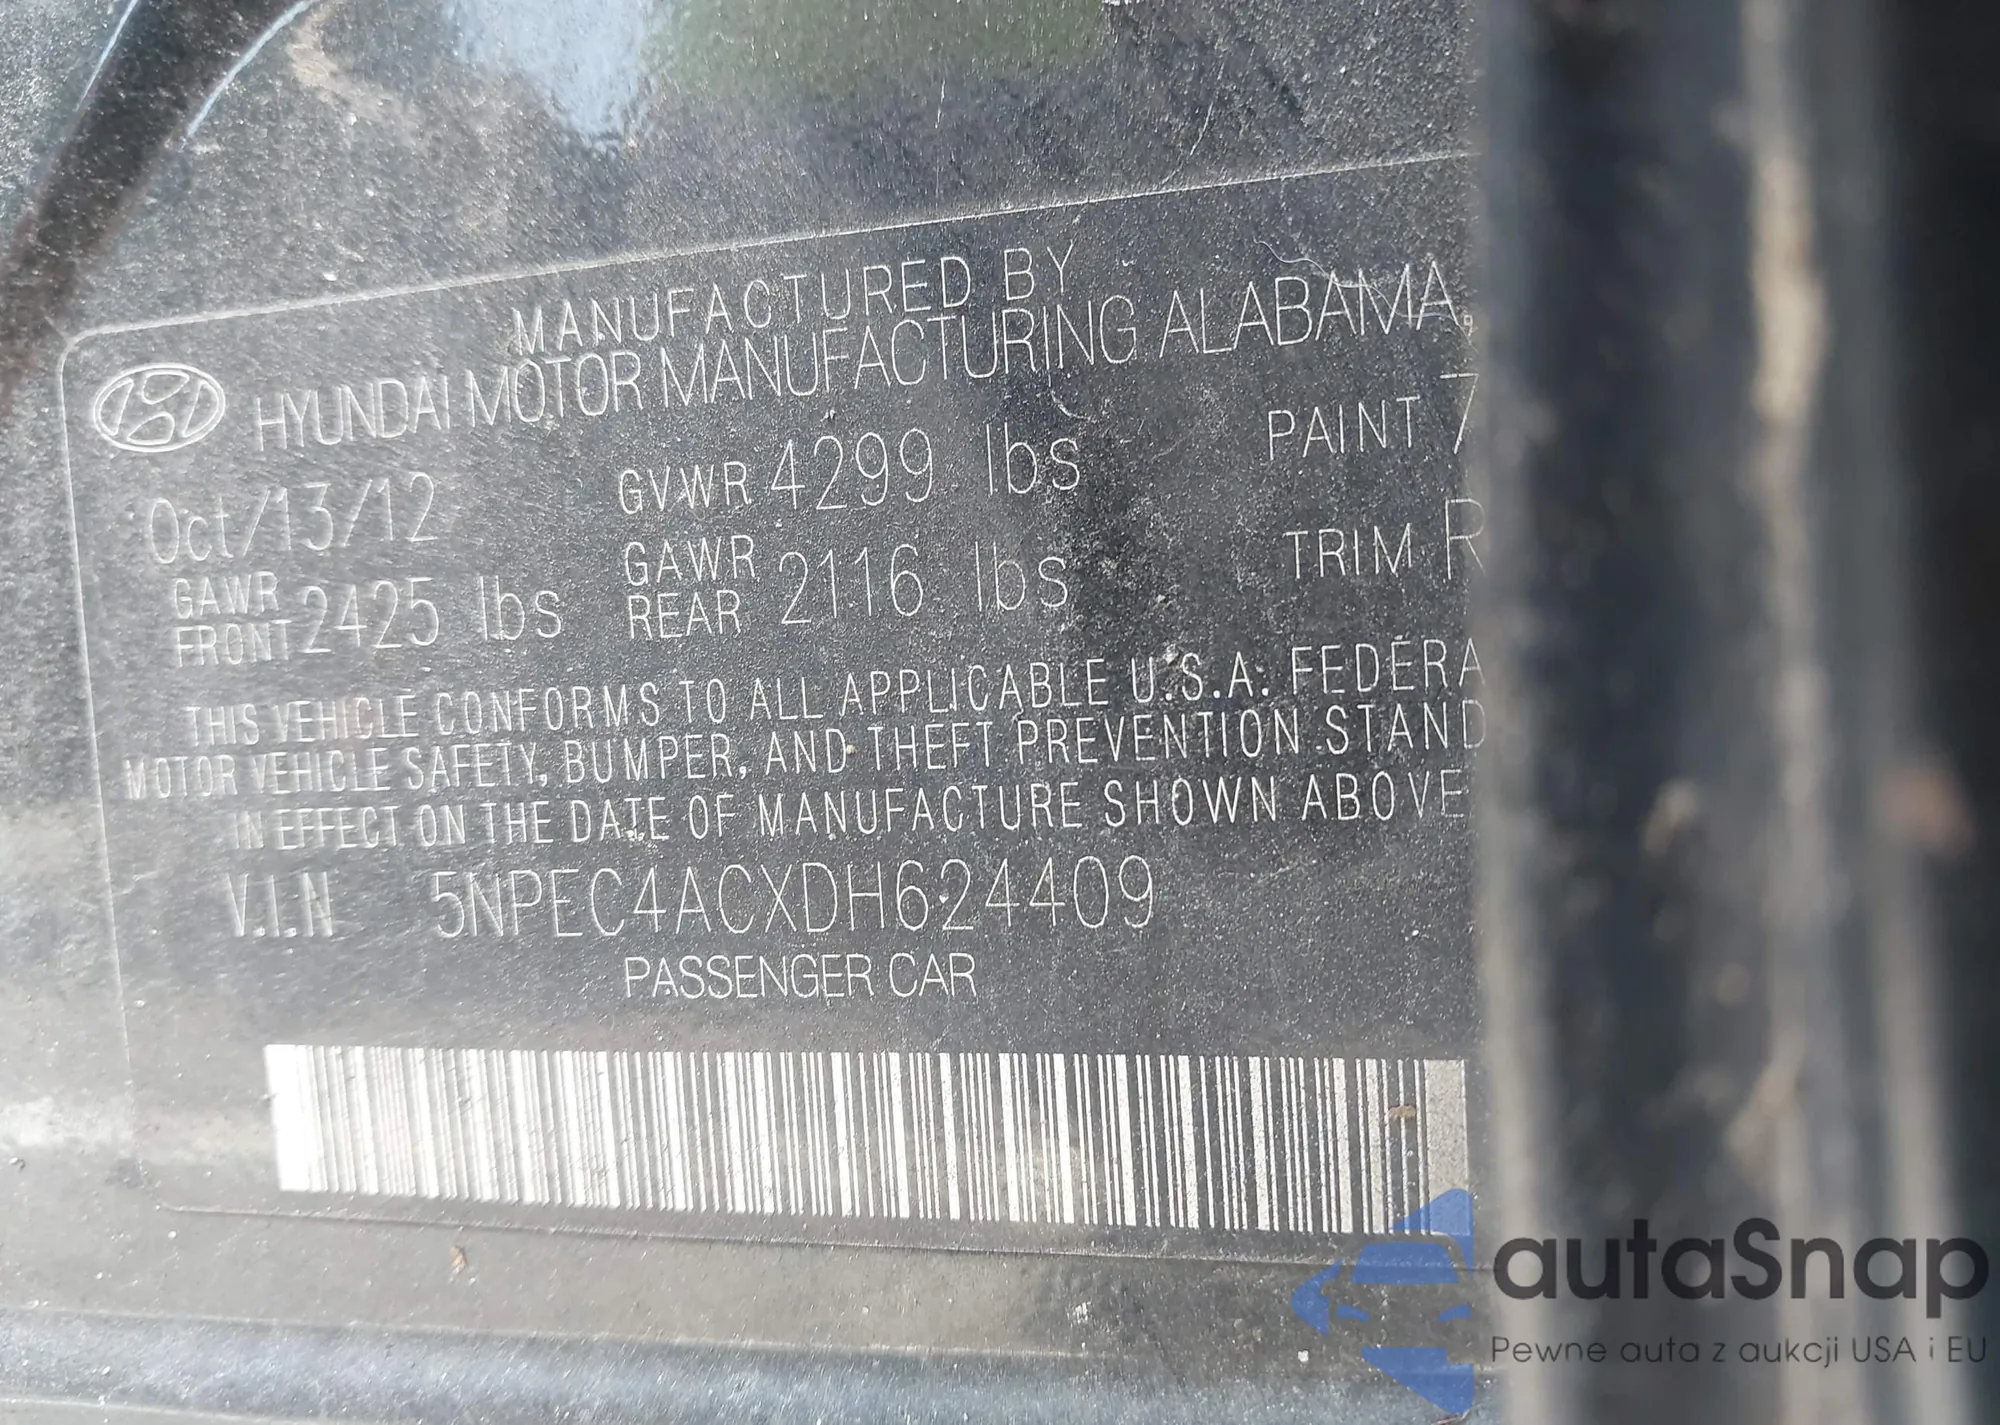 MANUFACTURED BY
HYUNDAI MOTOR MANUFACTURING ALABAMA,
Oct/13/12 GVWR 4299 lbs PAINT 7
GAWR FRONT 2425 lbs GAWR REAR 2116 lbs TRIM R
THIS VEHICLE CONFORMS TO ALL APPLICABLE U.S.A. FEDERA
MOTOR VEHICLE SAFETY, BUMPER, AND THEFT PREVENTION STAND
IN EFFECT ON THE DATE OF MANUFACTURE SHOWN ABOVE
V.I.N 5NPEC4ACXDH624409
PASSENGER CAR
autaSnap
Pewne auta z aukcji USA i EU